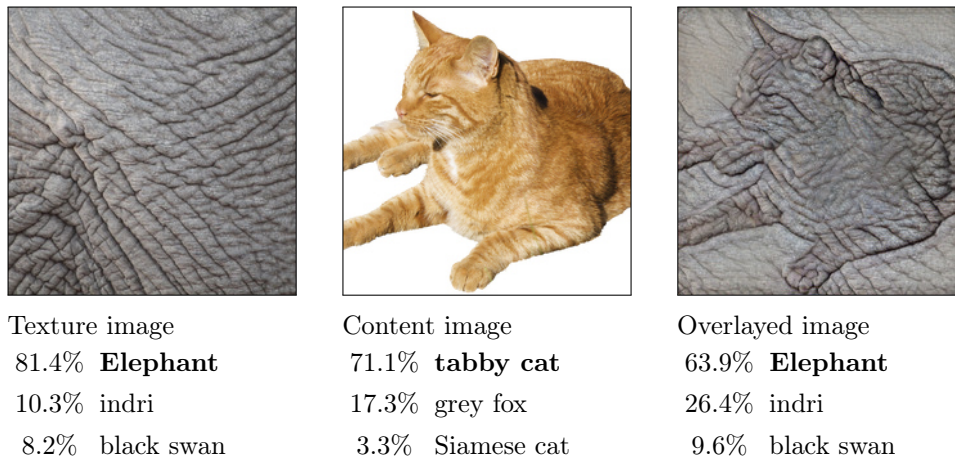 Texture image
81.4% Elephant
10.3% indri
8.2% black swan
Content image
71.1% tabby cat
17.3% grey fox
3.3% Siamese cat
Overlayed image
63.9% Elephant
26.4% indri
9.6% black swan